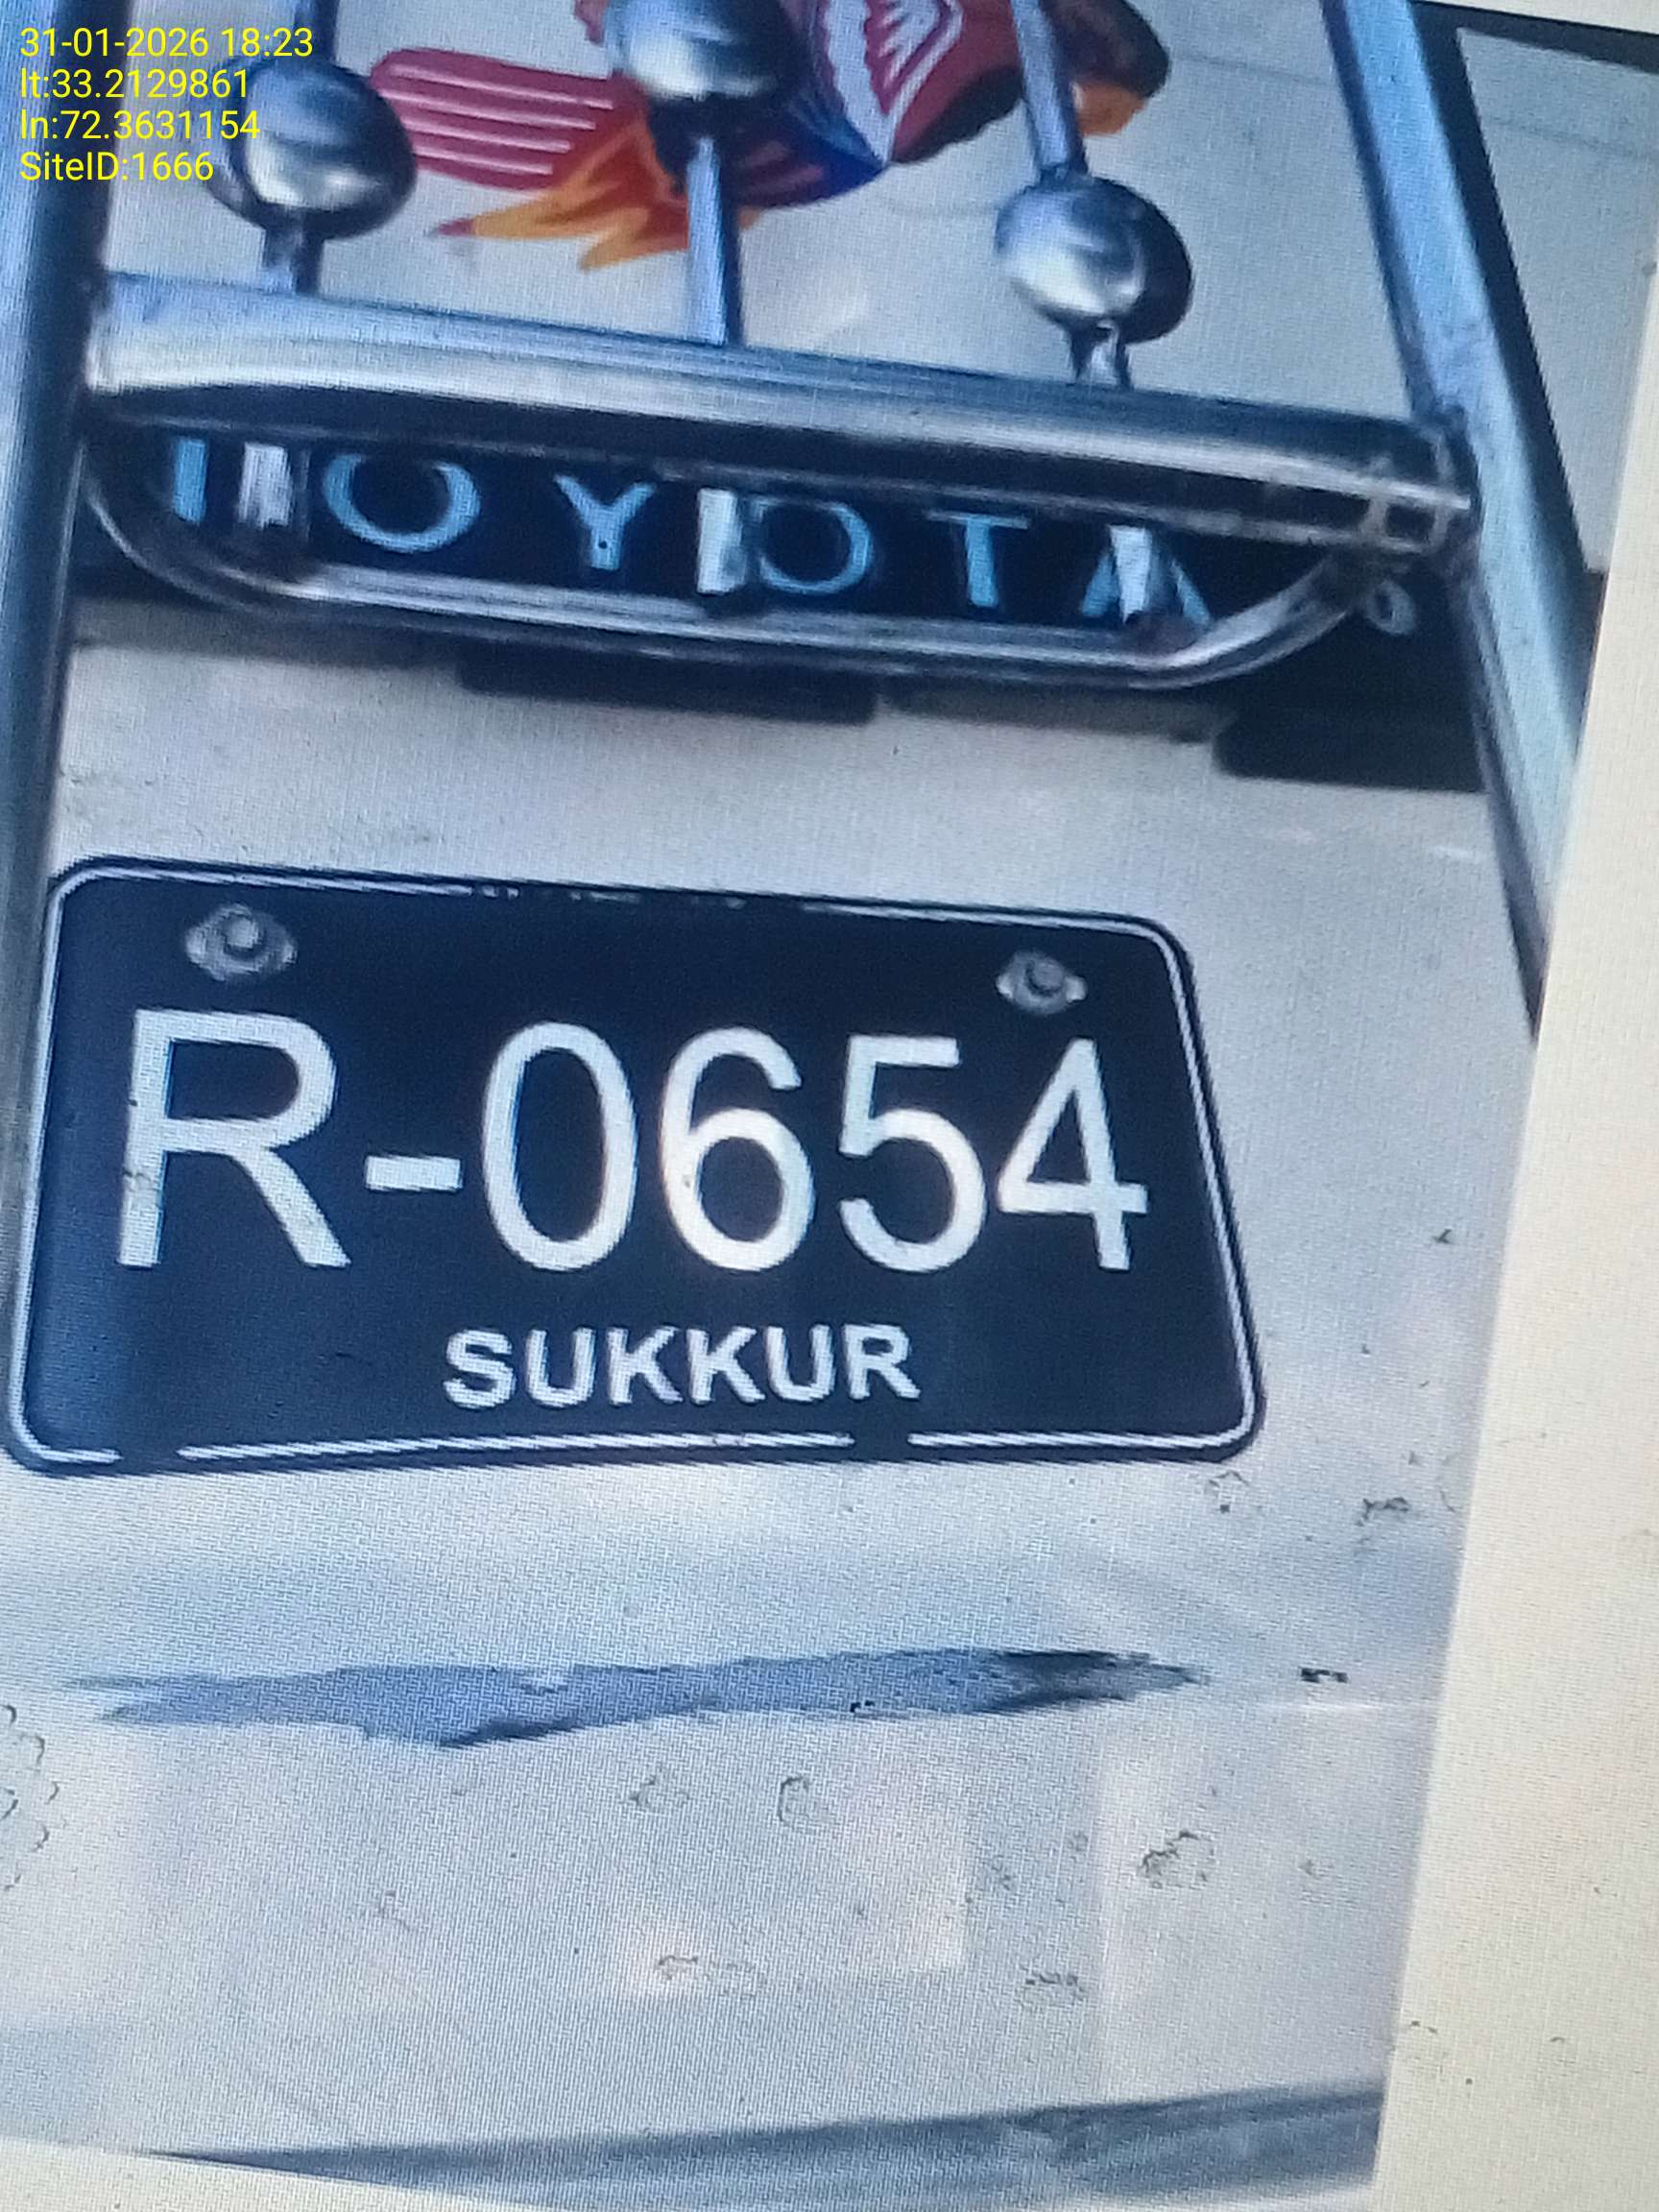 31-01-2026 18:23
lt:33.2129861
ln:72.3631154
SiteID:1666
TOYOTA
R-0654
SUKKUR